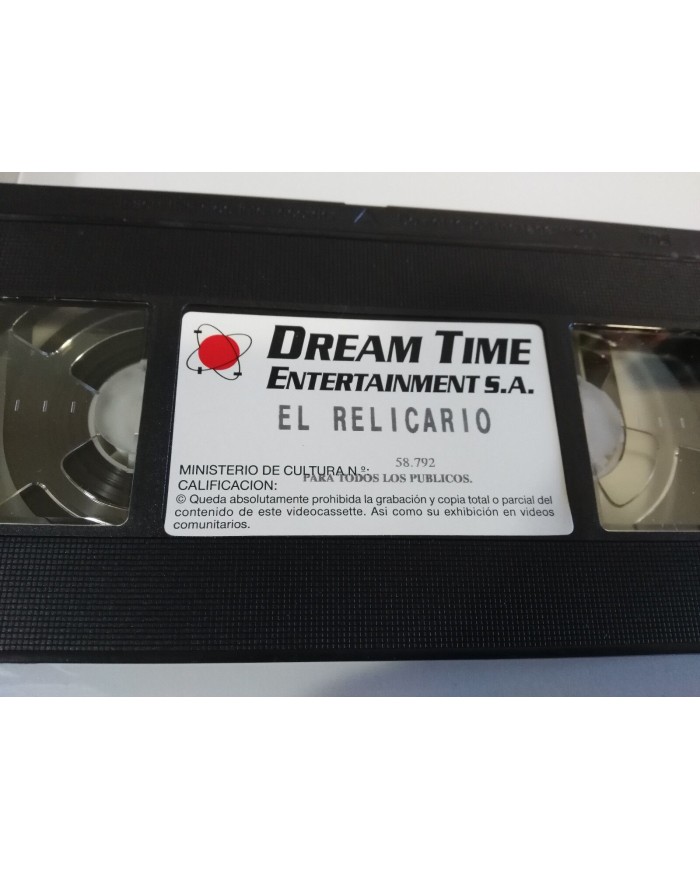 DREAM TIME
ENTERTAINMENT S.A.
EL RELICARIO
MINISTERIO DE CULTURA N.º: 58.792
CALIFICACION: PARA TODOS LOS PUBLICOS.
© Queda absolutamente prohibida la grabación y copia total o parcial del
contenido de este videocassette. Asi como su exhibición en videos
comunitarios.